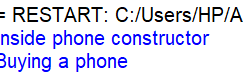 = RESTART: C:/Users/HP/A
nside phone constructor
Buying a phone